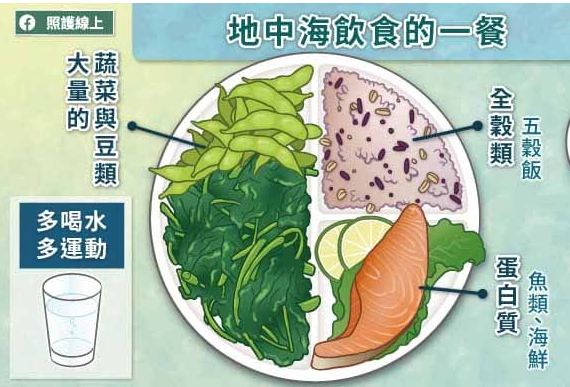 照護線上
地中海飲食的一餐
大量的
蔬菜與豆類
全穀類
五穀飯
多喝水
多運動
蛋白質
魚類、海鮮